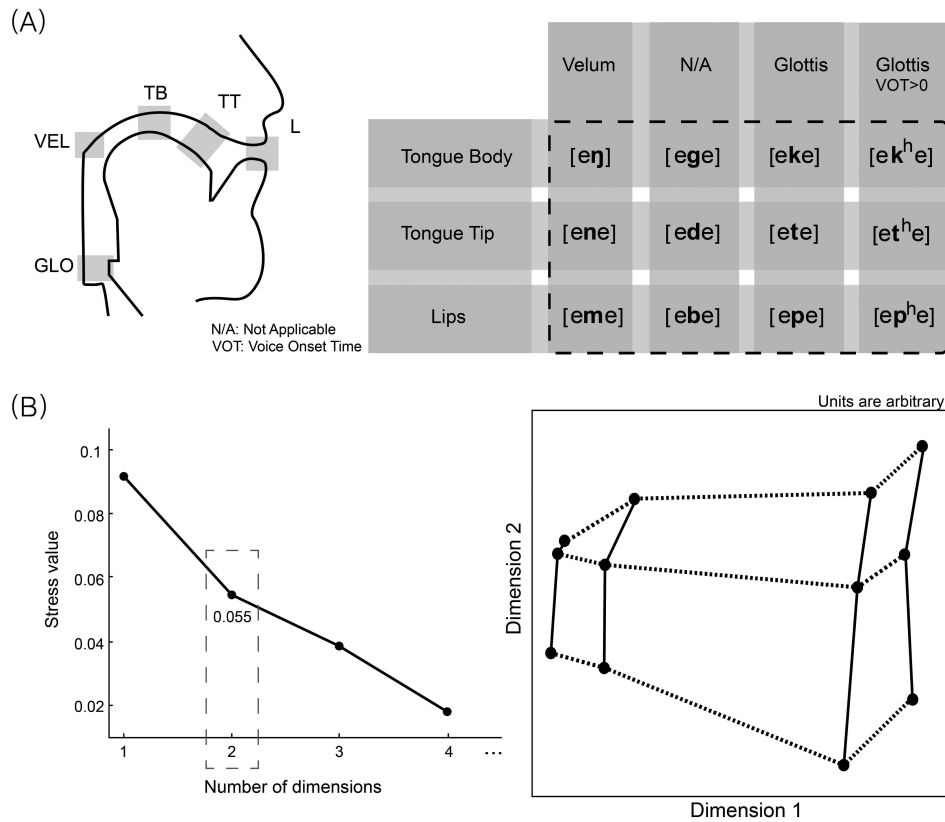 (A)
TB
TT
L
VEL
GLO
N/A: Not Applicable
VOT: Voice Onset Time
Velum N/A Glottis Glottis
VOT>0
Tongue Body [eŋ] [ege] [eke] [ekʰe]
Tongue Tip [ene] [ede] [ete] [etʰe]
Lips [eme] [ebe] [epe] [epʰe]
(B)
Stress value
0.1
0.08
0.06
0.04
0.02
0.055
1 2 3 4 ...
Number of dimensions
Units are arbitrary
Dimension 2
Dimension 1